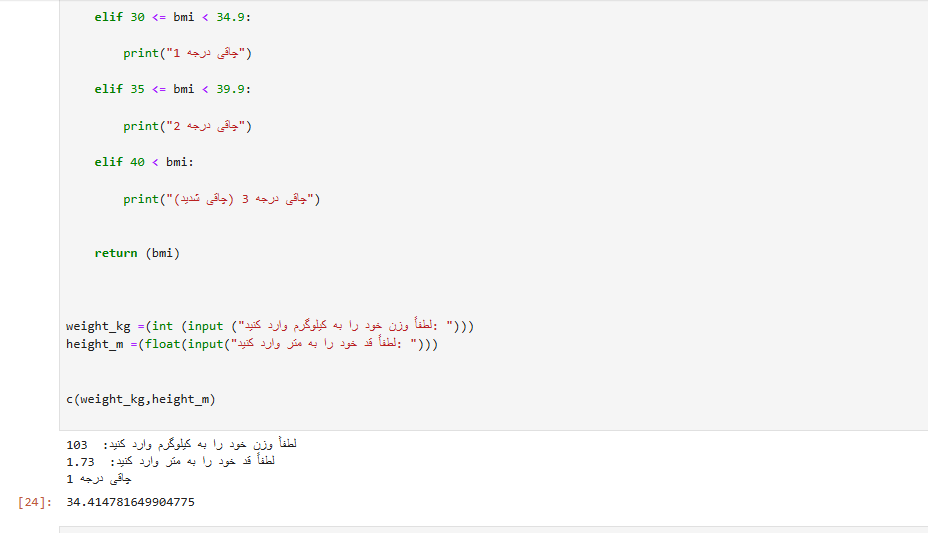 elif 30 <= bmi < 34.9:
print("چاقی درجه 1")
elif 35 <= bmi < 39.9:
print("چاقی درجه 2")
elif 40 < bmi:
print("چاقی درجه 3 (چاقی شدید)")
return (bmi)
weight_kg =(int (input ("لطفاً وزن خود را به کیلوگرم وارد کنید: ")))
height_m =(float(input("لطفاً قد خود را به متر وارد کنید: ")))
c(weight_kg,height_m)
لطفاً وزن خود را به کیلوگرم وارد کنید: 103
لطفاً قد خود را به متر وارد کنید: 1.73
چاقی درجه 1
[24]: 34.414781649904775